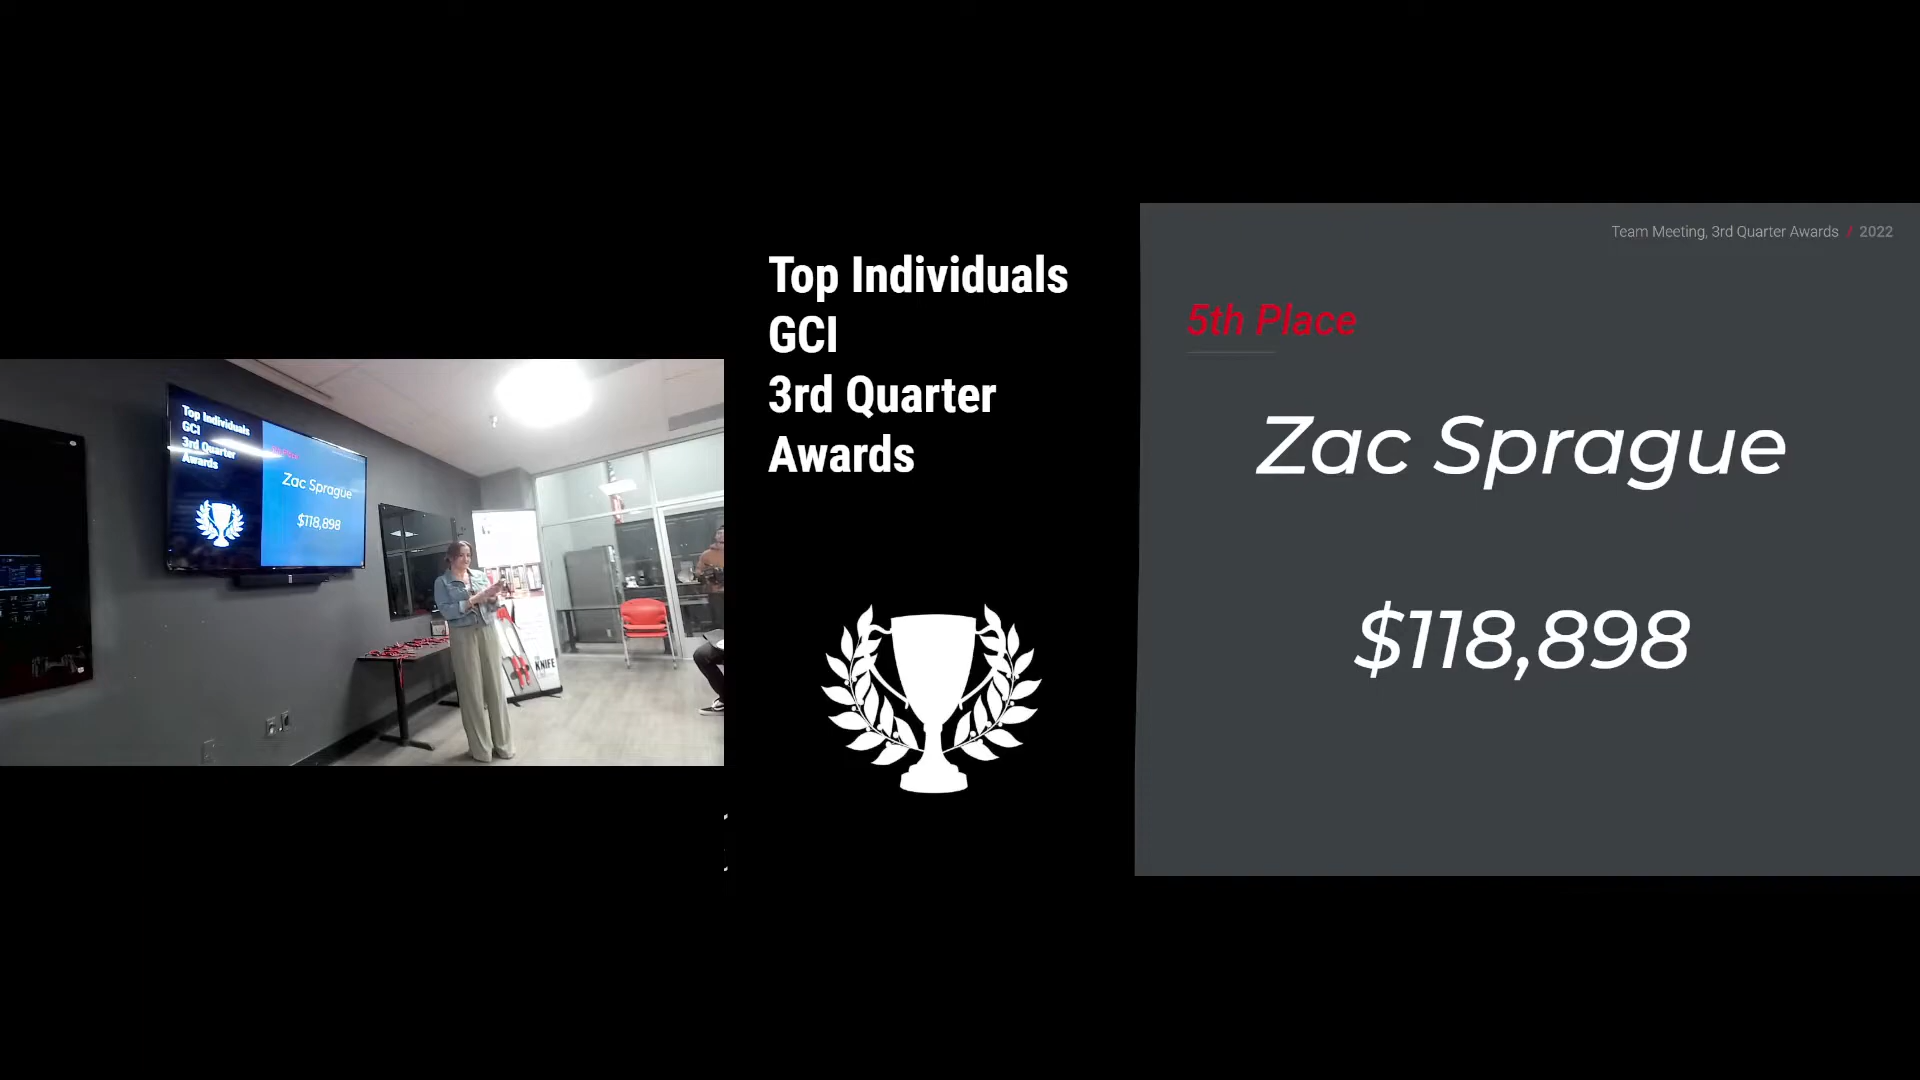 Top Individuals
GCI
3rd Quarter
Awards
Zac Sprague
$118,898
KNIFE
Top Individuals
GCI
3rd Quarter
Awards
Team Meeting, 3rd Quarter Awards / 2022
5th Place
Zac Sprague
$118,898